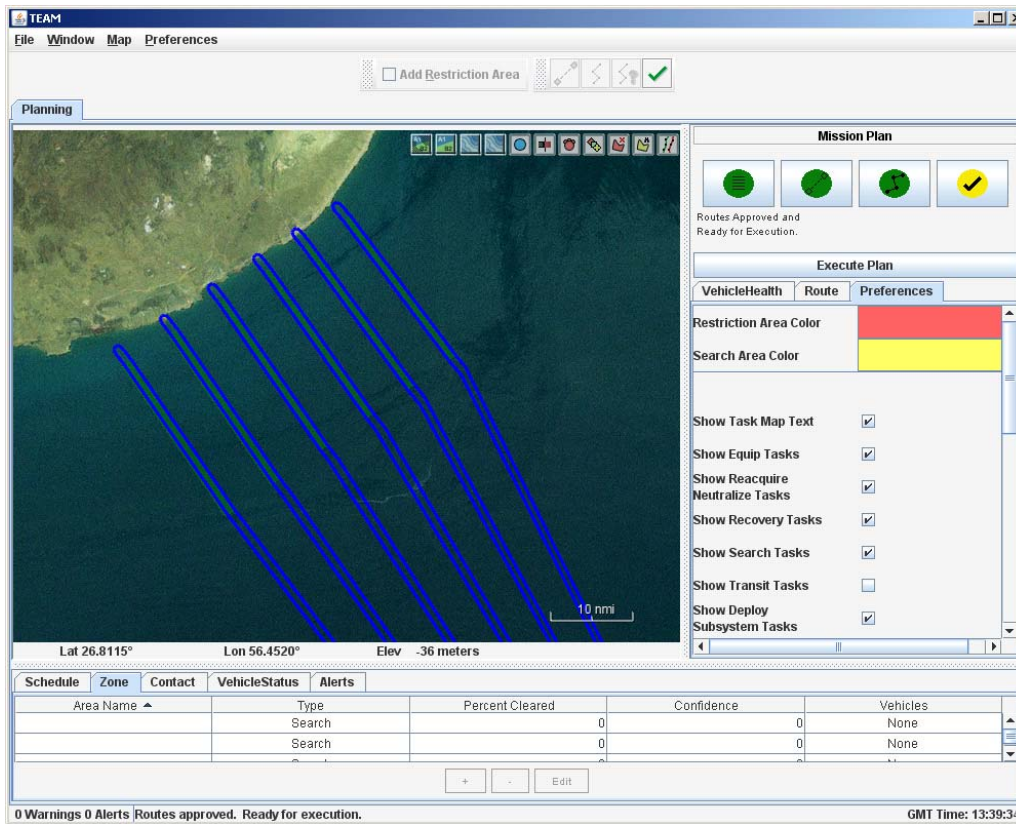 TEAM
File Window Map Preferences
Add Restriction Area
Planning
Mission Plan
Routes Approved and
Ready for Execution.
Execute Plan
VehicleHealth Route Preferences
Restriction Area Color
Search Area Color
Show Task Map Text
Show Equip Tasks
Show Reacquire
Neutralize Tasks
Show Recovery Tasks
Show Search Tasks
Show Transit Tasks
Show Deploy
Subsystem Tasks
10 nmi
Lat 26.8115° Lon 56.4520° Elev -36 meters
Schedule Zone Contact VehicleStatus Alerts
Area Name Type Percent Cleared Confidence Vehicles
Search 0 0 None
Search 0 0 None
+ - Edit
0 Warnings 0 Alerts Routes approved. Ready for execution. GMT Time: 13:39:34